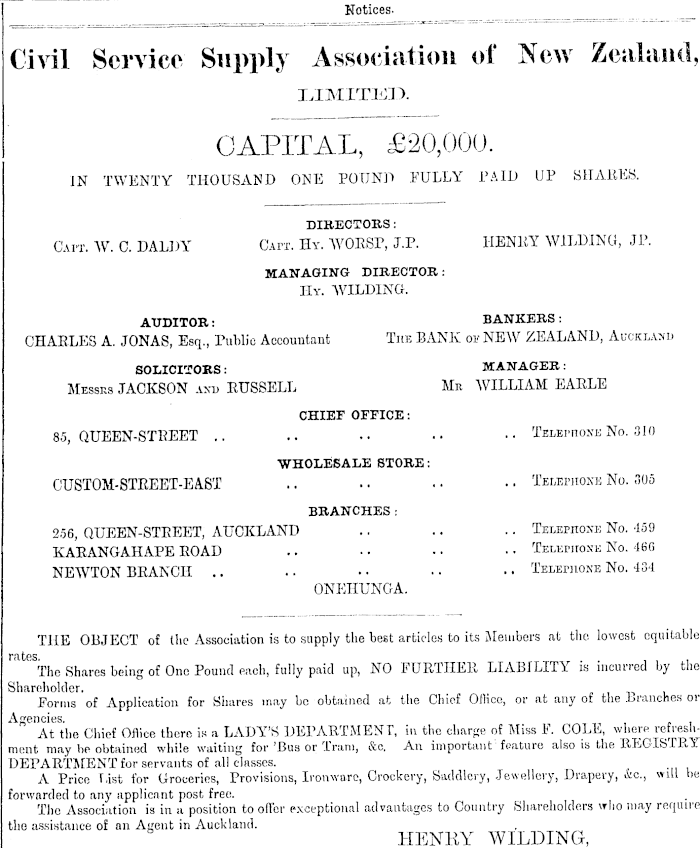 Notices.
Civil Service Supply Association of New Zealand,
LIMITED.
CAPITAL, £20,000.
IN TWENTY THOUSAND ONE POUND FULLY PAID UP SHARES.
DIRECTORS:
CAPT. W. C. DALDY CAPT. HY. WORSP, J.P. HENRY WILDING, JP.
MANAGING DIRECTOR:
HY. WILDING.
AUDITOR: BANKERS:
CHARLES A. JONAS, Esq., Public Accountant THE BANK OF NEW ZEALAND, AUCKLAND
SOLICITORS: MANAGER:
MESSRS JACKSON AND RUSSELL MR WILLIAM EARLE
CHIEF OFFICE:
85, QUEEN-STREET .. .. .. .. .. TELEPHONE No. 310
WHOLESALE STORE:
CUSTOM-STREET-EAST .. .. .. .. TELEPHONE No. 305
BRANCHES:
256, QUEEN-STREET, AUCKLAND .. .. .. TELEPHONE No. 459
KARANGAHAPE ROAD .. .. .. .. TELEPHONE No. 466
NEWTON BRANCH .. .. .. .. .. TELEPHONE No. 434
ONEHUNGA.
THE OBJECT of the Association is to supply the best articles to its Members at the lowest equitable
rates.
The Shares being of One Pound each, fully paid up, NO FURTHER LIABILITY is incurred by the
Shareholder.
Forms of Application for Shares may be obtained at the Chief Office, or at any of the Branches or
Agencies.
At the Chief Office there is a LADY'S DEPARTMENT, in the charge of Miss F. COLE, where refresh-
ment may be obtained while waiting for 'Bus or Tram, &c. An important feature also is the REGISTRY
DEPARTMENT for servants of all classes.
A Price List for Groceries, Provisions, Ironware, Crockery, Saddlery, Jewellery, Drapery, &c., will be
forwarded to any applicant post free.
The Association is in a position to offer exceptional advantages to Country Shareholders who may require
the assistance of an Agent in Auckland.
HENRY WILDING,